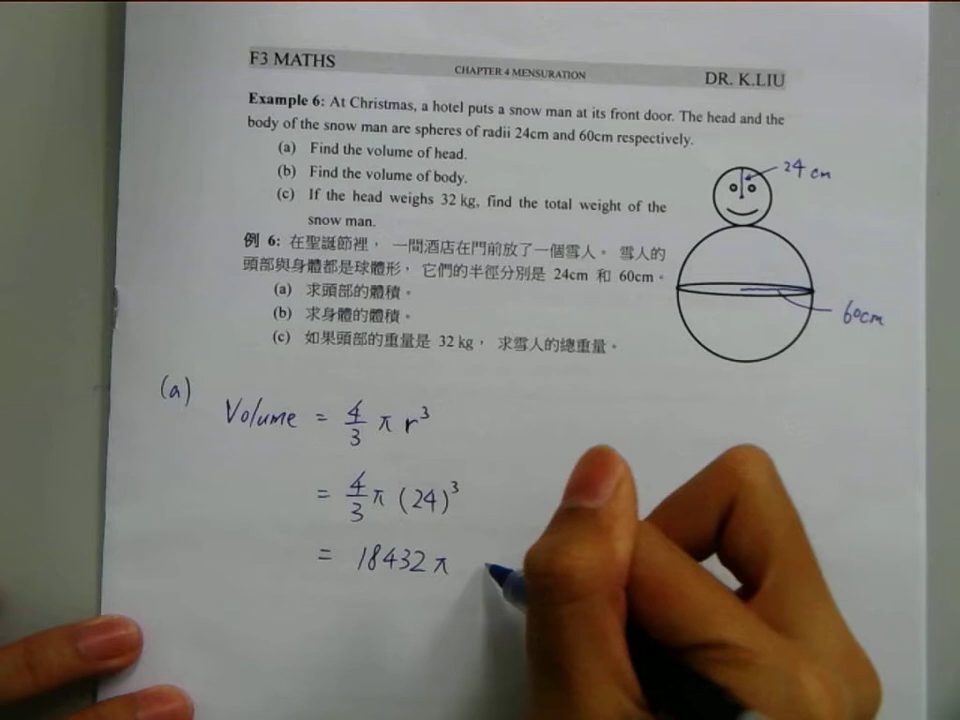 F3 MATHS CHAPTER 4 MENSURATION DR. K.LIU
Example 6: At Christmas, a hotel puts a snow man at its front door. The head and the
body of the snow man are spheres of radii 24cm and 60cm respectively.
(a) Find the volume of head.
(b) Find the volume of body.
(c) If the head weighs 32 kg, find the total weight of the
snow man.
24 cm
例 6: 在聖誕節裡， 一間酒店在門前放了一個雪人。 雪人的
頭部與身體都是球體形， 它們的半徑分別是 24cm 和 60cm。
(a) 求頭部的體積。
(b) 求身體的體積。
(c) 如果頭部的重量是 32 kg， 求雪人的總重量。
60cm
(a) Volume = 4/3 π r³
= 4/3 π (24)³
= 18432 π